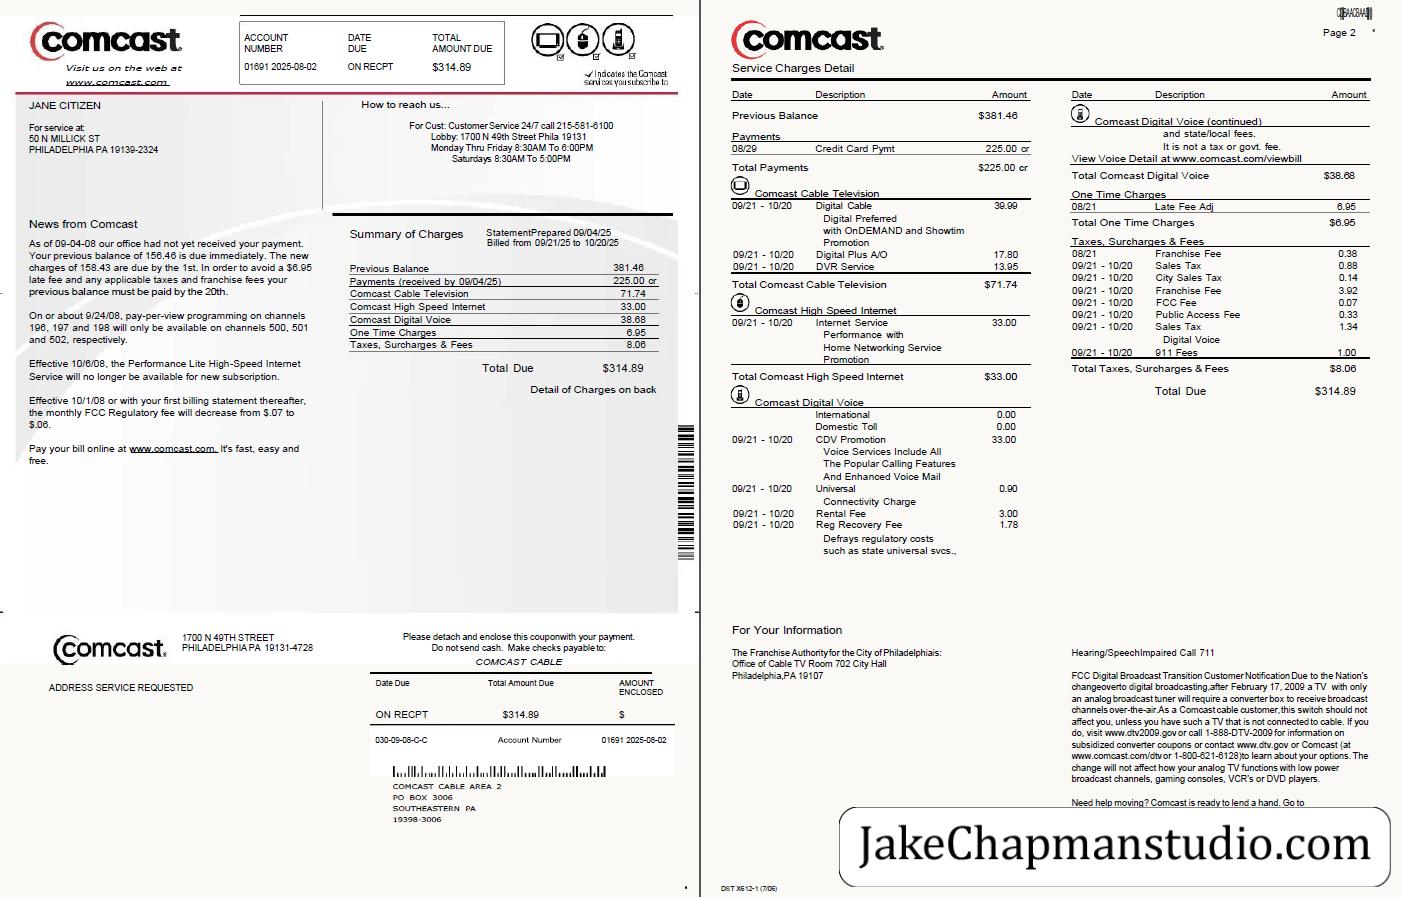 comcast.
Visit us on the web at
www.comcast.com
ACCOUNT NUMBER
DATE DUE
TOTAL AMOUNT DUE
01691 2025-08-02
ON RECPT
$314.89
✓ Indicates the Comcast
services you subscribe to
JANE CITIZEN
For service at:
50 N MILLICK ST
PHILADELPHIA PA 19139-2324
How to reach us...
For Cust: Customer Service 24/7 call 215-581-6100
Lobby: 1700 N 49th Street Phila 19131
Monday Thru Friday 8:30AM To 6:00PM
Saturdays 8:30AM To 5:00PM
News from Comcast
As of 09-04-08 our office had not yet received your payment.
Your previous balance of 156.46 is due immediately. The new
charges of 158.43 are due by the 1st. In order to avoid a $6.95
late fee and any applicable taxes and franchise fees your
previous balance must be paid by the 20th.
On or about 9/24/08, pay-per-view programming on channels
196, 197 and 198 will only be available on channels 500, 501
and 502, respectively.
Effective 10/6/08, the Performance Lite High-Speed Internet
Service will no longer be available for new subscription.
Effective 10/1/08 or with your first billing statement thereafter,
the monthly FCC Regulatory fee will decrease from $.07 to
$.06.
Pay your bill online at www.comcast.com. It's fast, easy and
free.
Summary of Charges
StatementPrepared 09/04/25
Billed from 09/21/25 to 10/20/25
Previous Balance 381.46
Payments (received by 09/04/25) 225.00 cr
Comcast Cable Television 71.74
Comcast High Speed Internet 33.00
Comcast Digital Voice 38.68
One Time Charges 6.95
Taxes, Surcharges & Fees 8.06
Total Due $314.89
Detail of Charges on back
comcast.
1700 N 49TH STREET
PHILADELPHIA PA 19131-4728
ADDRESS SERVICE REQUESTED
Please detach and enclose this coupon with your payment.
Do not send cash. Make checks payable to:
COMCAST CABLE
Date Due
Total Amount Due
AMOUNT ENCLOSED
ON RECPT $314.89 $
030-09-08-C-C Account Number 01691 2025-08-02
COMCAST CABLE AREA 2
PO BOX 3006
SOUTHEASTERN PA
19398-3006
comcast.
Page 2
Service Charges Detail
Date Description Amount
Previous Balance $381.46
Payments
08/29 Credit Card Pymt 225.00 cr
Total Payments $225.00 cr
Comcast Cable Television
09/21 - 10/20 Digital Cable 39.99
Digital Preferred
with OnDEMAND and Showtim
Promotion
09/21 - 10/20 Digital Plus A/O 17.80
09/21 - 10/20 DVR Service 13.95
Total Comcast Cable Television $71.74
Comcast High Speed Internet
09/21 - 10/20 Internet Service 33.00
Performance with
Home Networking Service
Promotion
Total Comcast High Speed Internet $33.00
Comcast Digital Voice
International 0.00
Domestic Toll 0.00
09/21 - 10/20 CDV Promotion 33.00
Voice Services Include All
The Popular Calling Features
And Enhanced Voice Mail
09/21 - 10/20 Universal 0.90
Connectivity Charge
09/21 - 10/20 Rental Fee 3.00
09/21 - 10/20 Reg Recovery Fee 1.78
Defrays regulatory costs
such as state universal svcs.,
Date Description Amount
Comcast Digital Voice (continued)
and state/local fees.
It is not a tax or govt. fee.
View Voice Detail at www.comcast.com/viewbill
Total Comcast Digital Voice $38.68
One Time Charges
08/21 Late Fee Adj 6.95
Total One Time Charges $6.95
Taxes, Surcharges & Fees
08/21 Franchise Fee 0.38
09/21 - 10/20 Sales Tax 0.88
09/21 - 10/20 City Sales Tax 0.14
09/21 - 10/20 Franchise Fee 3.92
09/21 - 10/20 FCC Fee 0.07
09/21 - 10/20 Public Access Fee 0.33
09/21 - 10/20 Sales Tax 1.34
Digital Voice
09/21 - 10/20 911 Fees 1.00
Total Taxes, Surcharges & Fees $8.06
Total Due $314.89
For Your Information
The Franchise Authority for the City of Philadelphiais:
Office of Cable TV Room 702 City Hall
Philadelphia,PA 19107
Hearing/SpeechImpaired Call 711
FCC Digital Broadcast Transition Customer Notification Due to the Nation's
changeoverto digital broadcasting,after February 17, 2009 a TV with only
an analog broadcast tuner will require a converter box to receive broadcast
channels over-the-air.As a Comcast cable customer,this switch should not
affect you, unless you have such a TV that is not connected to cable. If you
do, visit www.dtv2009.gov or call 1-888-DTV-2009 for information on
subsidized converter coupons or contact www.dtv.gov or Comcast (at
www.comcast.com/dtv or 1-800-621-6128)to learn about your options. The
change will not affect how your analog TV functions with low power
broadcast channels, gaming consoles, VCR's or DVD players.
Need help moving? Comcast is ready to lend a hand. Go to
JakeChapmanstudio.com
DST X612-1 (7/06)